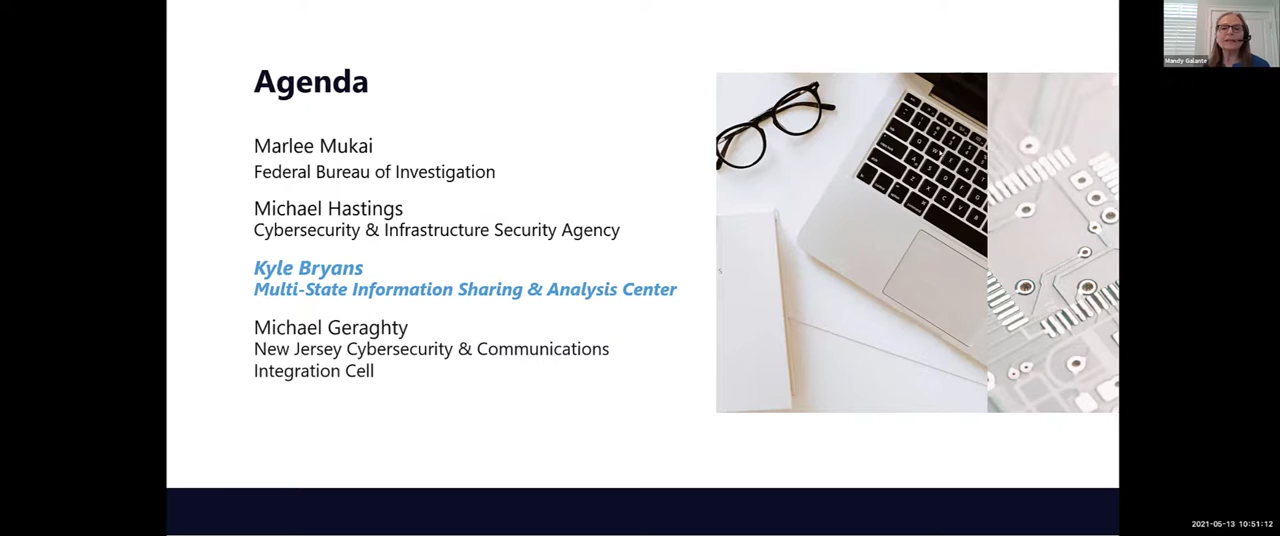 Agenda
Marlee Mukai
Federal Bureau of Investigation
Michael Hastings
Cybersecurity & Infrastructure Security Agency
Kyle Bryans
Multi-State Information Sharing & Analysis Center
Michael Geraghty
New Jersey Cybersecurity & Communications
Integration Cell
Mandy Galante
2021-05-13 10:51:12